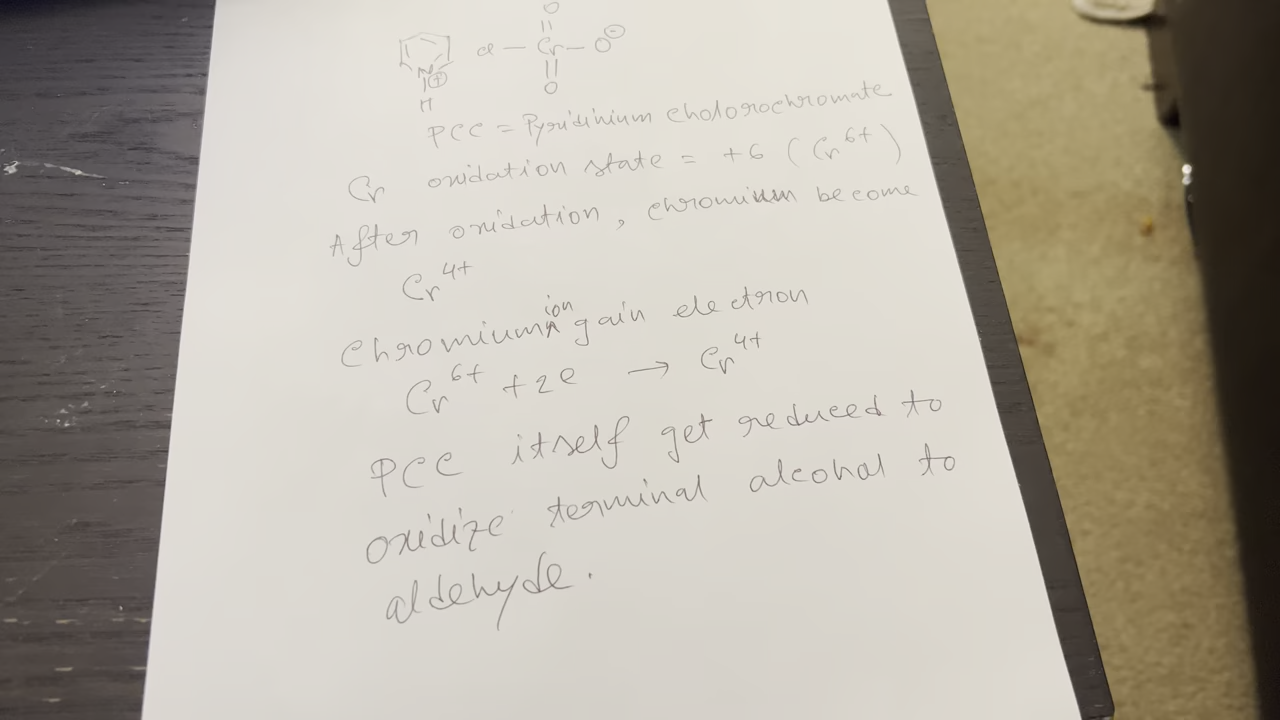 O
||
Cl — Cr — O⊖
||
N⊕
O
H
PCC = Pyridinium Cholorochromate
Cr oxidation state = +6 (Cr⁶⁺)
After oxidation, chromium become
Cr⁴⁺
ion
Chromium gain electron
Cr⁶⁺ + 2e → Cr⁴⁺
PCC itself get reduced to
oxidize terminal alcohal to
aldehyde.